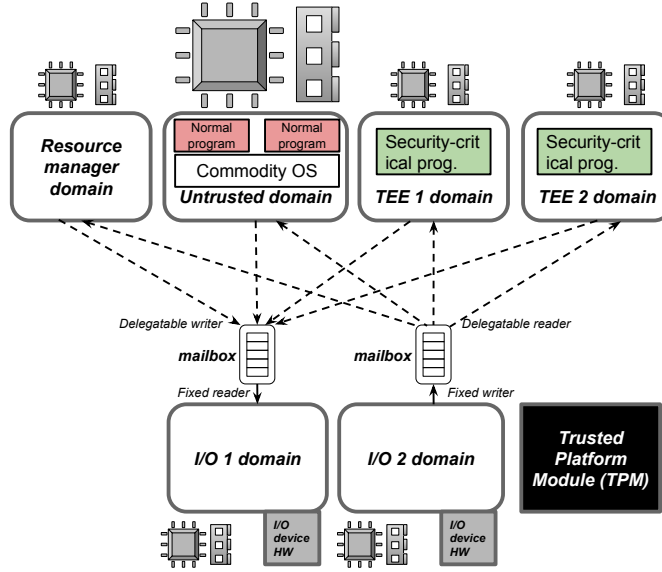 Resource
manager
domain
Normal
program
Normal
program
Commodity OS
Untrusted domain
Security-crit
ical prog.
TEE 1 domain
Security-crit
ical prog.
TEE 2 domain
Delegatable writer
Delegatable reader
mailbox
mailbox
Fixed reader
Fixed writer
I/O 1 domain
I/O 2 domain
Trusted
Platform
Module (TPM)
I/O
device
HW
I/O
device
HW